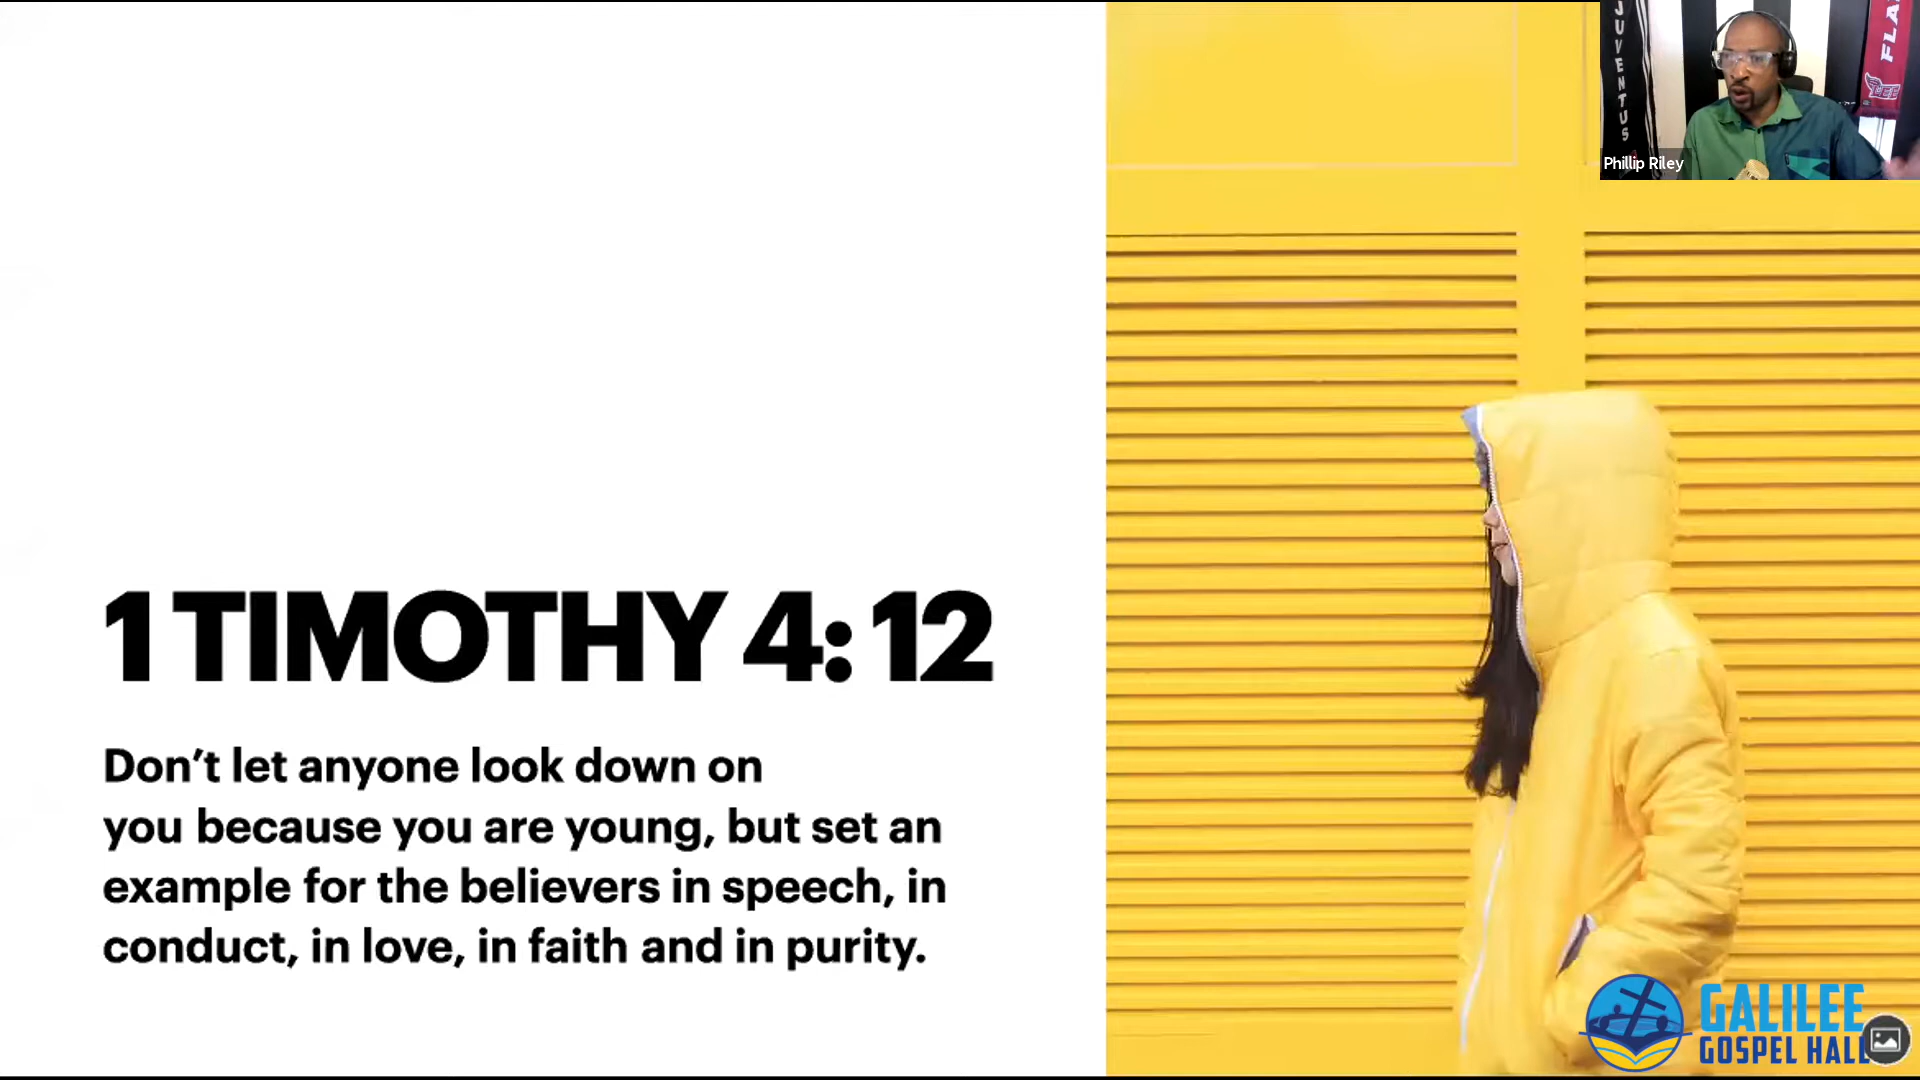 JUVENTUS
FLA
LEE
Phillip Riley
1 TIMOTHY 4: 12
Don’t let anyone look down on
you because you are young, but set an
example for the believers in speech, in
conduct, in love, in faith and in purity.
GALILEE
GOSPEL HALL